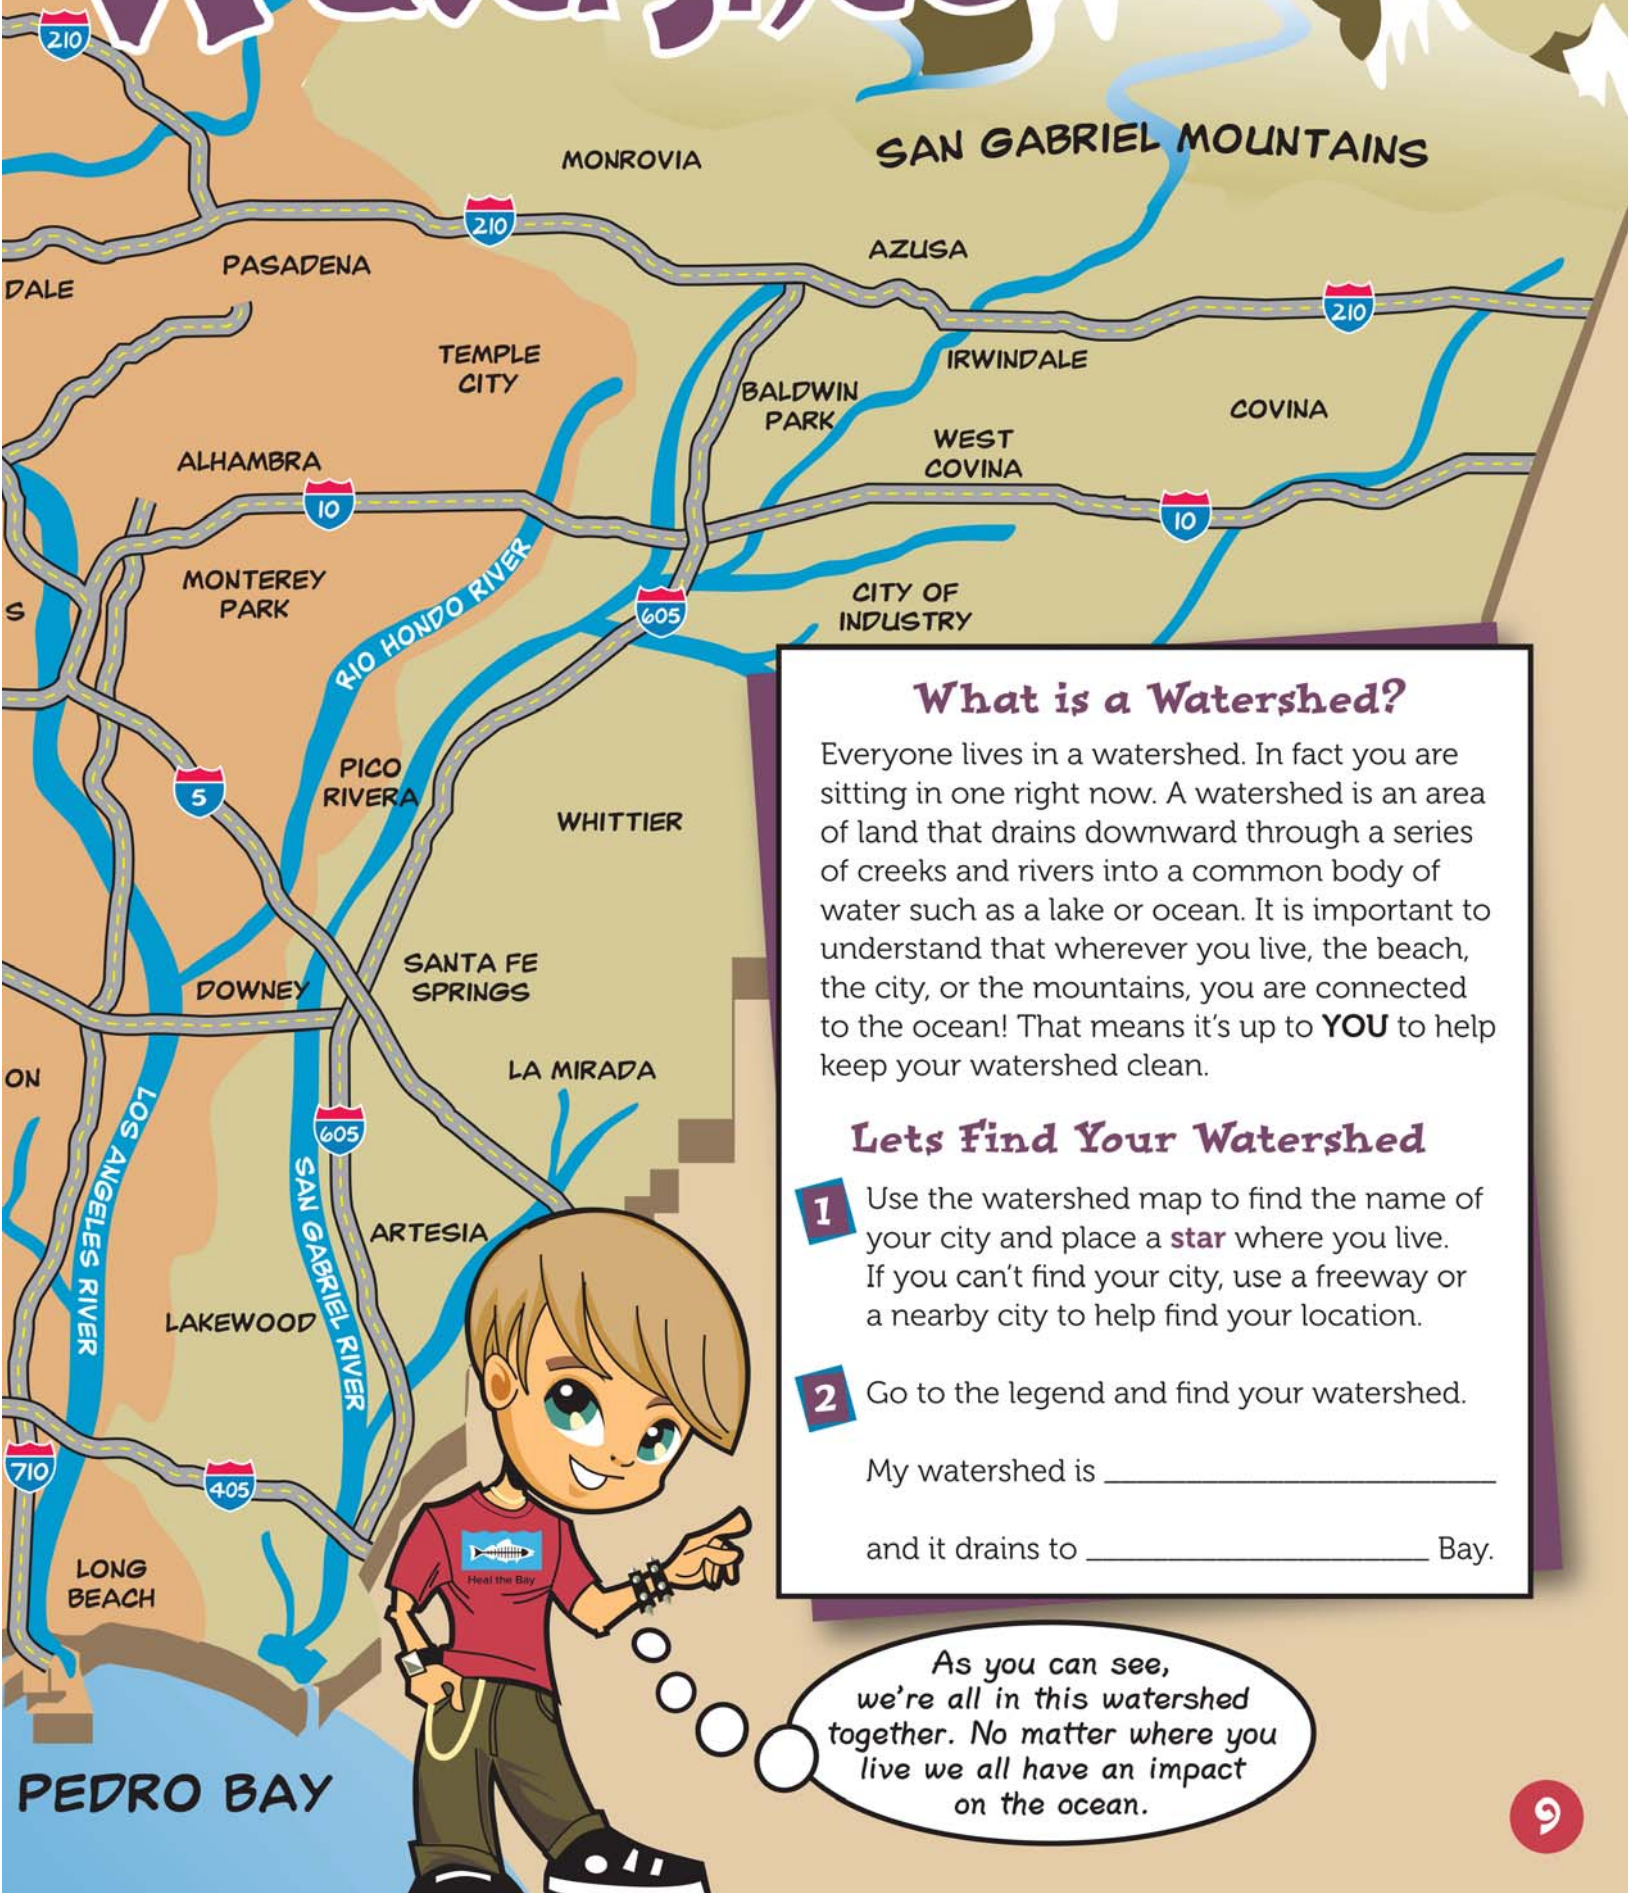 Watershed
210
SAN GABRIEL MOUNTAINS
MONROVIA
210
AZUSA
PASADENA
DALE
210
TEMPLE
CITY
IRWINDALE
BALDWIN
PARK
COVINA
WEST
COVINA
ALHAMBRA
10
10
RIO HONDO RIVER
MONTEREY
PARK
S
605
CITY OF
INDUSTRY
5
PICO
RIVERA
WHITTIER
SANTA FE
SPRINGS
DOWNEY
LA MIRADA
ON
LOS ANGELES RIVER
605
SAN GABRIEL RIVER
ARTESIA
LAKEWOOD
710
405
LONG
BEACH
PEDRO BAY
Heal the Bay
What is a Watershed?
Everyone lives in a watershed. In fact you are
sitting in one right now. A watershed is an area
of land that drains downward through a series
of creeks and rivers into a common body of
water such as a lake or ocean. It is important to
understand that wherever you live, the beach,
the city, or the mountains, you are connected
to the ocean! That means it's up to YOU to help
keep your watershed clean.
Lets Find Your Watershed
1 Use the watershed map to find the name of
your city and place a star where you live.
If you can't find your city, use a freeway or
a nearby city to help find your location.
2 Go to the legend and find your watershed.
My watershed is ______________________
and it drains to ____________________ Bay.
As you can see,
we're all in this watershed
together. No matter where you
live we all have an impact
on the ocean.
9